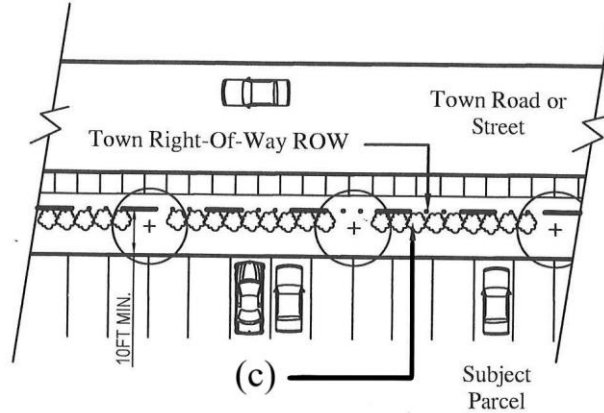 Town Road or
Street
Town Right-Of-Way ROW
10FT MIN.
(c)
Subject
Parcel